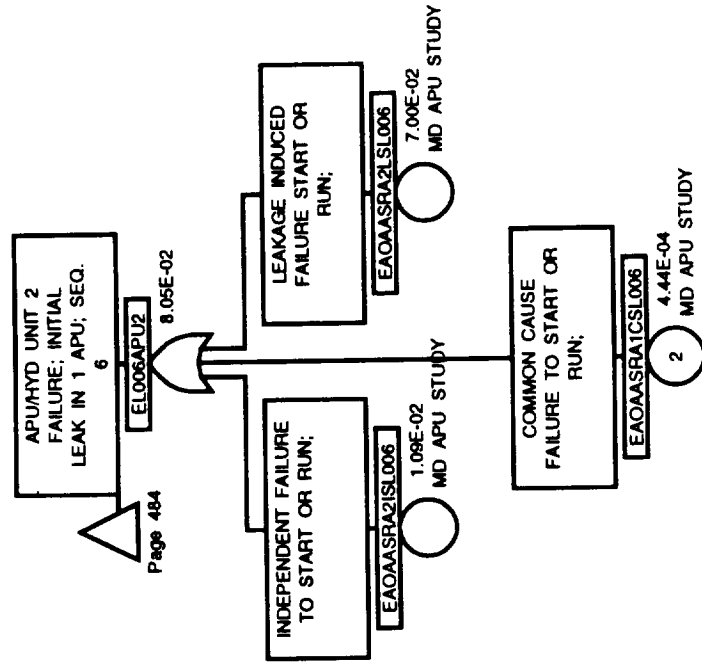 APU/HYD UNIT 2
FAILURE; INITIAL
LEAK IN 1 APU; SEQ.
6
EL006APU2
8.05E-02
Page 484
INDEPENDENT FAILURE
TO START OR RUN;
EAOAASRA2ISL006
1.09E-02
MD APU STUDY
LEAKAGE INDUCED
FAILURE START OR
RUN;
EAOAASRA2LSL006
7.00E-02
MD APU STUDY
COMMON CAUSE
FAILURE TO START OR
RUN;
EAOAASRA1CSL006
2
4.44E-04
MD APU STUDY